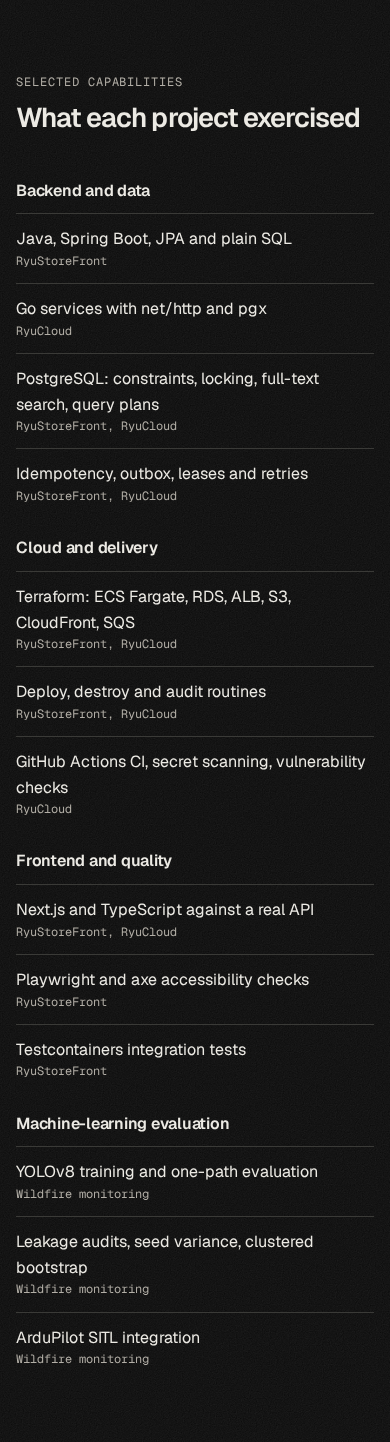 SELECTED CAPABILITIES
What each project exercised
Backend and data
Java, Spring Boot, JPA and plain SQL
RyuStoreFront
Go services with net/http and pgx
RyuCloud
PostgreSQL: constraints, locking, full-text
search, query plans
RyuStoreFront, RyuCloud
Idempotency, outbox, leases and retries
RyuStoreFront, RyuCloud
Cloud and delivery
Terraform: ECS Fargate, RDS, ALB, S3,
CloudFront, SQS
RyuStoreFront, RyuCloud
Deploy, destroy and audit routines
RyuStoreFront, RyuCloud
GitHub Actions CI, secret scanning, vulnerability
checks
RyuCloud
Frontend and quality
Next.js and TypeScript against a real API
RyuStoreFront, RyuCloud
Playwright and axe accessibility checks
RyuStoreFront
Testcontainers integration tests
RyuStoreFront
Machine-learning evaluation
YOLOv8 training and one-path evaluation
Wildfire monitoring
Leakage audits, seed variance, clustered
bootstrap
Wildfire monitoring
ArduPilot SITL integration
Wildfire monitoring